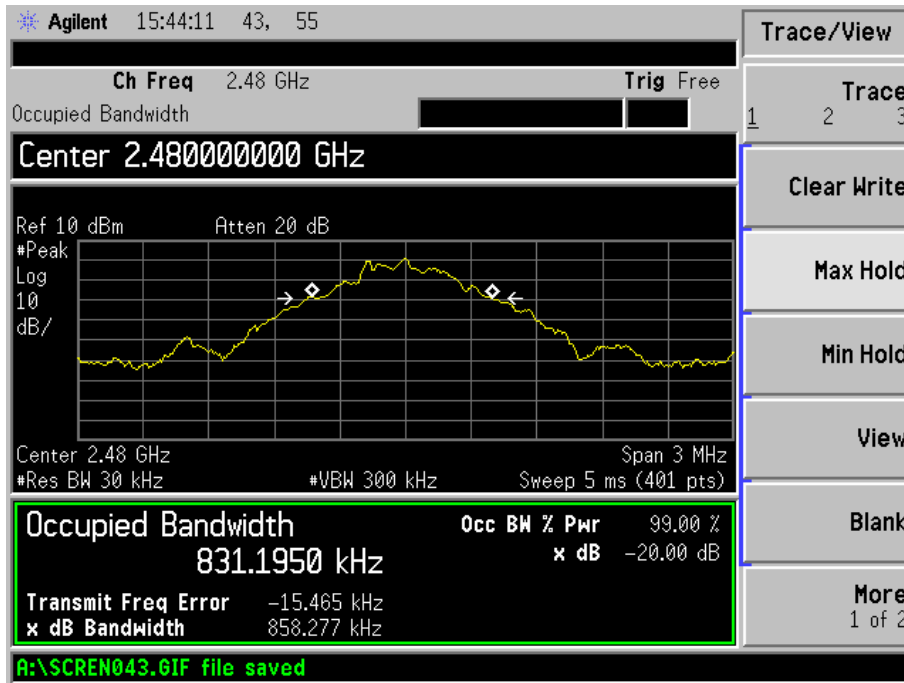 Agilent 15:44:11 43, 55
Trace/View
Ch Freq 2.48 GHz Trig Free
Occupied Bandwidth
Trace
1 2 3
Center 2.480000000 GHz
Clear Write
Ref 10 dBm Atten 20 dB
#Peak
Log
10
dB/
Max Hold
Min Hold
View
Center 2.48 GHz Span 3 MHz
#Res BW 30 kHz #VBW 300 kHz Sweep 5 ms (401 pts)
Occupied Bandwidth Occ BW % Pwr 99.00 %
831.1950 kHz x dB -20.00 dB
Blank
Transmit Freq Error -15.465 kHz
x dB Bandwidth 858.277 kHz
More
1 of 2
A:\SCREN043.GIF file saved